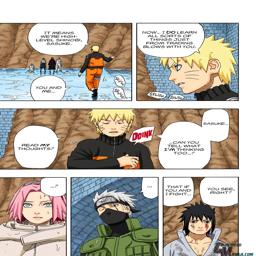 IT MEANS
WE'RE HIGH-
LEVEL SHINOBI,
SASUKE.
YOU AND
ME...
NOW... I DO LEARN
ALL SORTS OF
THINGS JUST
FROM TRADING
BLOWS WITH YOU.
READ MY
THOUGHTS?
DOINK
SASUKE...
CAN YOU
TELL WHAT
I'M THINKING
TOO...?
...?
...
THAT IF
YOU AND
I FIGHT...
YOU SEE,
RIGHT?